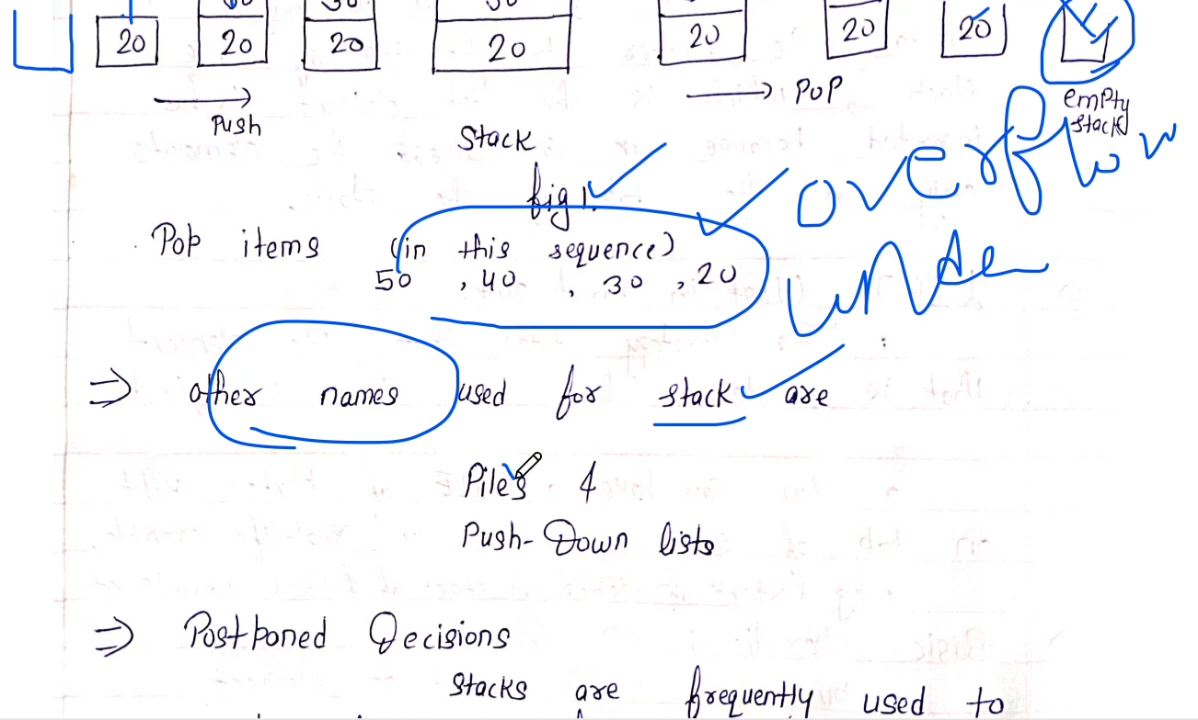 20 20 20 20 20 20 20
Push
POP
empty
stack
Stack
fig 1.
overflow
under
Pop items (in this sequence)
50 , 40 , 30 , 20
⇒ other names used for stack are
Piles &
Push-Down lists
⇒ Postponed Decisions
Stacks are frequently used to